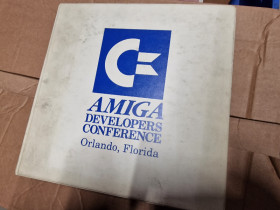 AMIGA
DEVELOPERS
CONFERENCE
Orlando, Florida